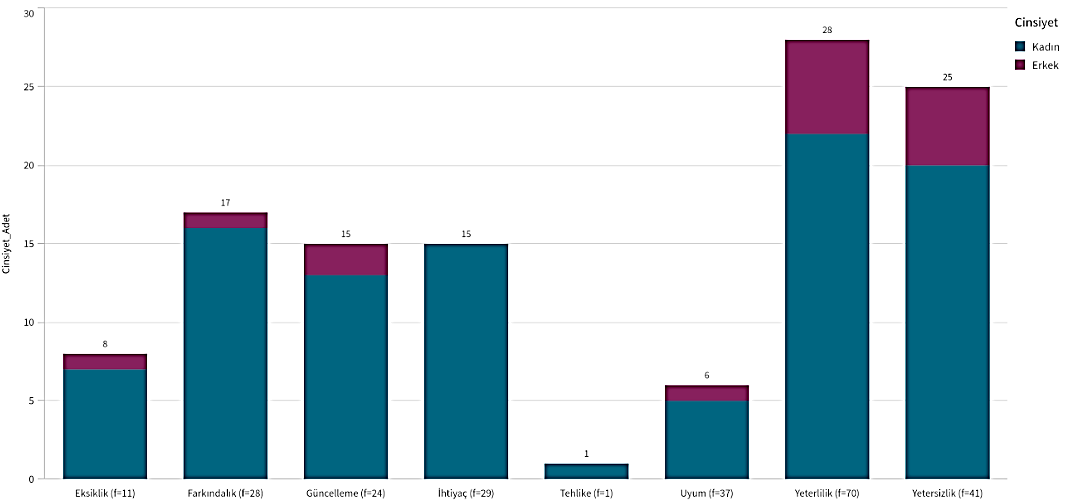 30
25
20
15
10
5
0
Cinsiyet_Adet
8
17
15
15
1
6
28
25
Eksiklik (f=11)
Farkındalık (f=28)
Güncelleme (f=24)
İhtiyaç (f=29)
Tehlike (f=1)
Uyum (f=37)
Yeterlilik (f=70)
Yetersizlik (f=41)
Cinsiyet
Kadın
Erkek